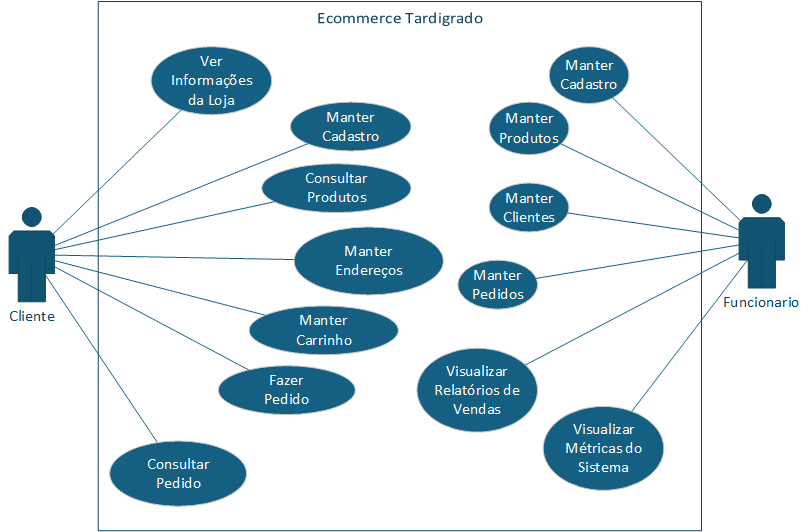 Ecommerce Tardigrado
Ver
Informações
da Loja
Manter
Cadastro
Consultar
Produtos
Manter
Endereços
Manter
Carrinho
Fazer
Pedido
Consultar
Pedido
Cliente
Manter
Cadastro
Manter
Produtos
Manter
Clientes
Manter
Pedidos
Visualizar
Relatórios de
Vendas
Visualizar
Métricas do
Sistema
Funcionario